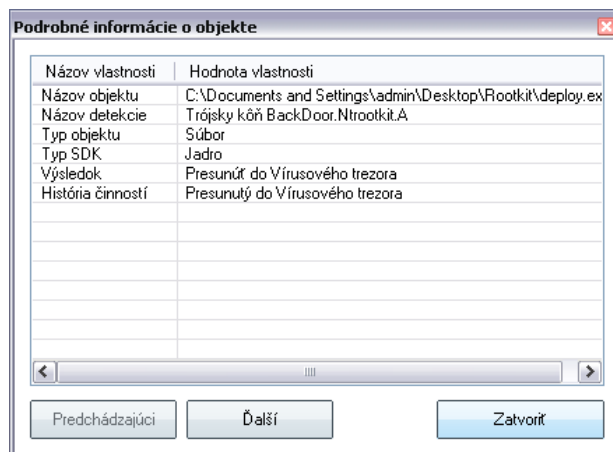 Podrobné informácie o objekte
Názov vlastnosti Hodnota vlastnosti
Názov objektu C:\Documents and Settings\admin\Desktop\Rootkit\deploy.ex
Názov detekcie Trójsky kôň BackDoor.Ntrootkit.A
Typ objektu Súbor
Typ SDK Jadro
Výsledok Presunúť do Vírusového trezora
História činností Presunutý do Vírusového trezora
Predchádzajúci Ďalší Zatvoriť